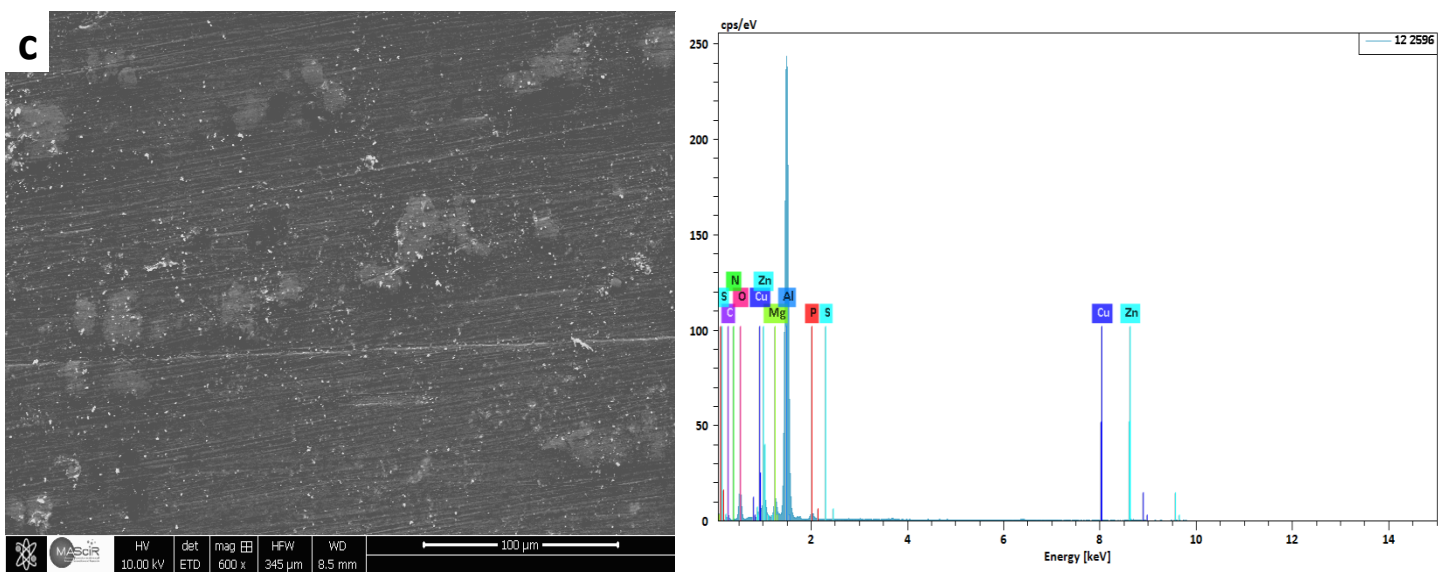 c
MAScIR
HV det mag HFW WD
10.00 kV ETD 600 x 345 µm 8.5 mm
100 µm
cps/eV
12 2596
250
200
150
100
50
0
N Zn
S O Cu Al
C Mg P S Cu Zn
2 4 6 8 10 12 14
Energy [keV]